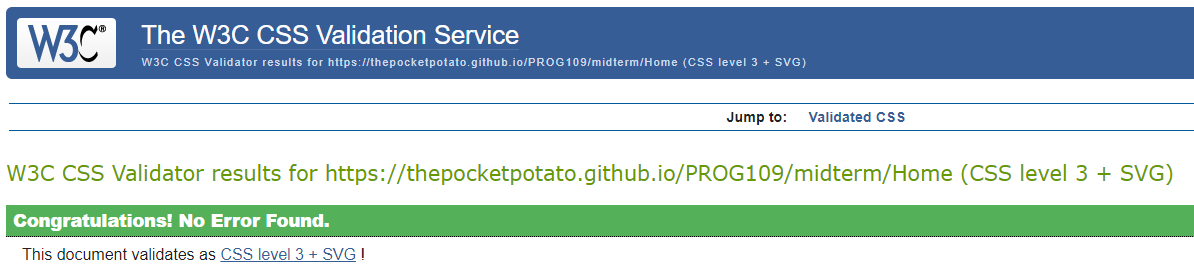 W3C® The W3C CSS Validation Service
W3C CSS Validator results for https://thepocketpotato.github.io/PROG109/midterm/Home (CSS level 3 + SVG)
Jump to: Validated CSS
W3C CSS Validator results for https://thepocketpotato.github.io/PROG109/midterm/Home (CSS level 3 + SVG)
Congratulations! No Error Found.
This document validates as CSS level 3 + SVG !